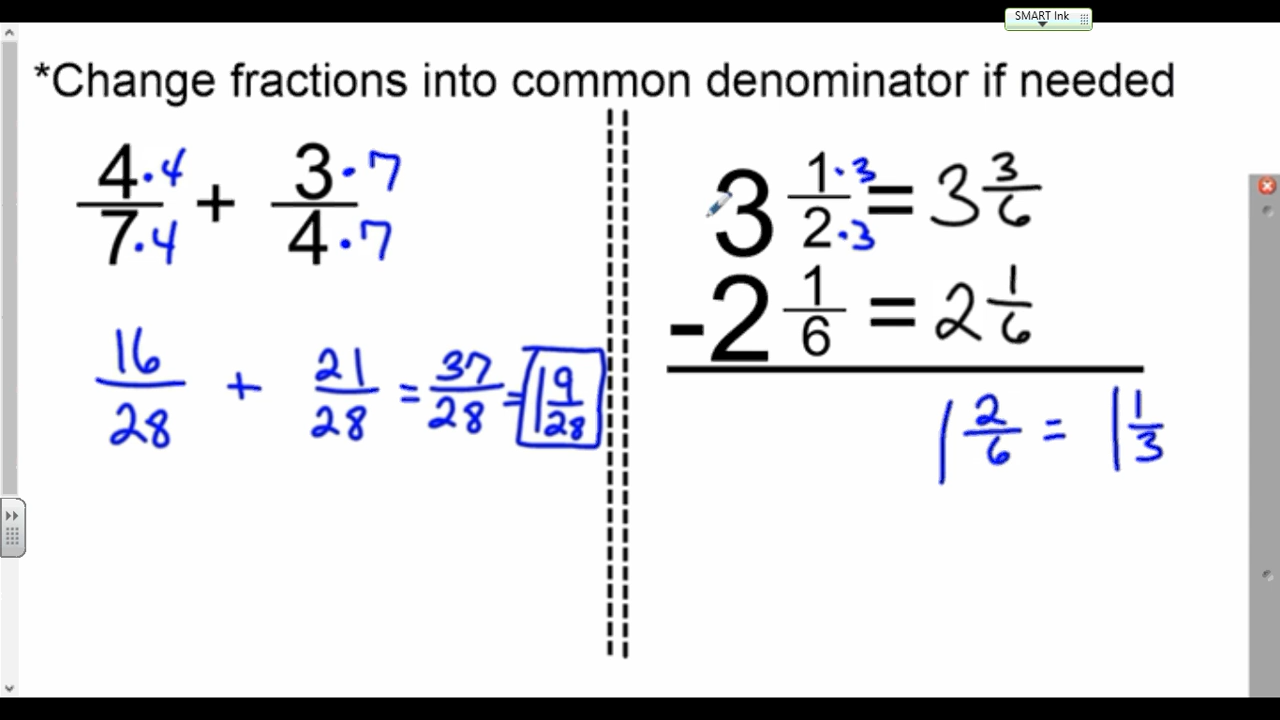 SMART Ink
*Change fractions into common denominator if needed
4·4/7·4 + 3·7/4·7
16/28 + 21/28 = 37/28 = 1 9/28
3 1·3/2·3 = 3 3/6
-2 1/6 = 2 1/6
1 2/6 = 1 1/3